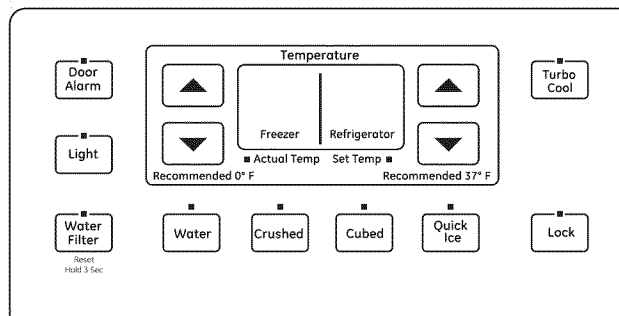 Temperature
Door
Alarm
Turbo
Cool
Freezer
Refrigerator
Light
Actual Temp
Set Temp
Recommended 0° F
Recommended 37° F
Water
Filter
Water
Crushed
Cubed
Quick
Ice
Lock
Reset
Hold 3 Sec